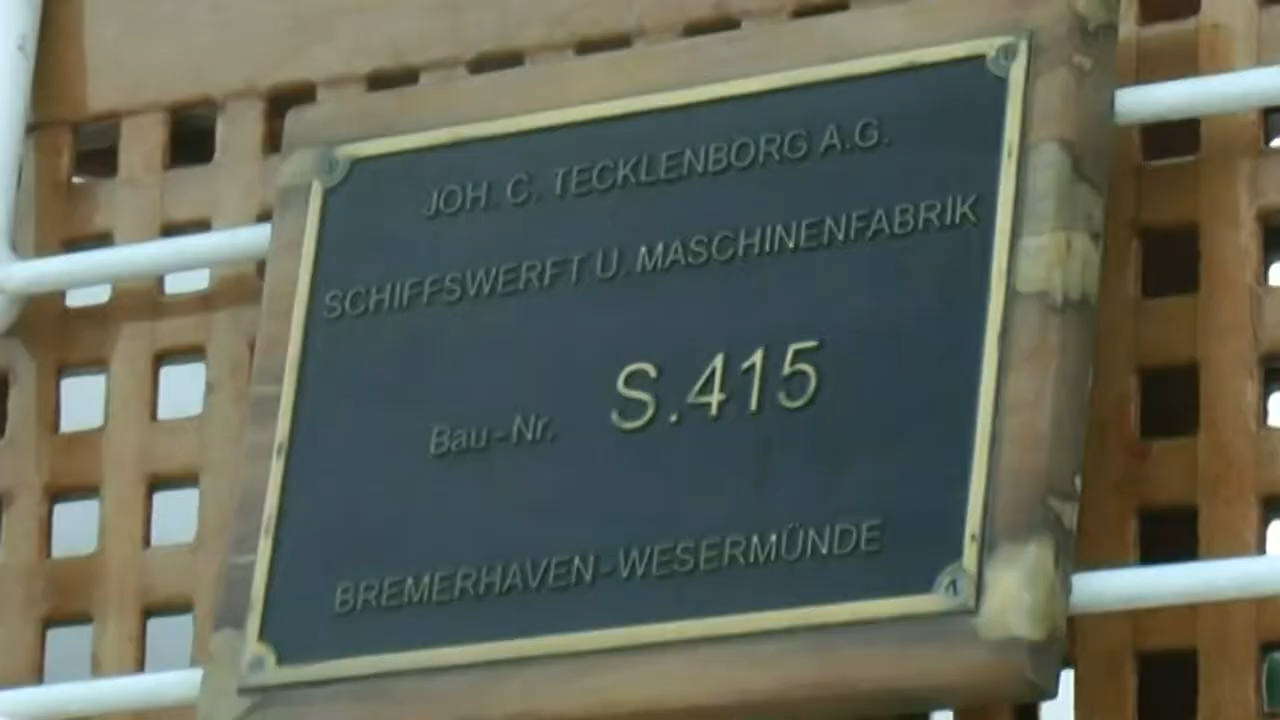 JOH. C. TECKLENBORG A.G.
SCHIFFSWERFT U. MASCHINENFABRIK
Bau-Nr. S.415
BREMERHAVEN-WESERMÜNDE